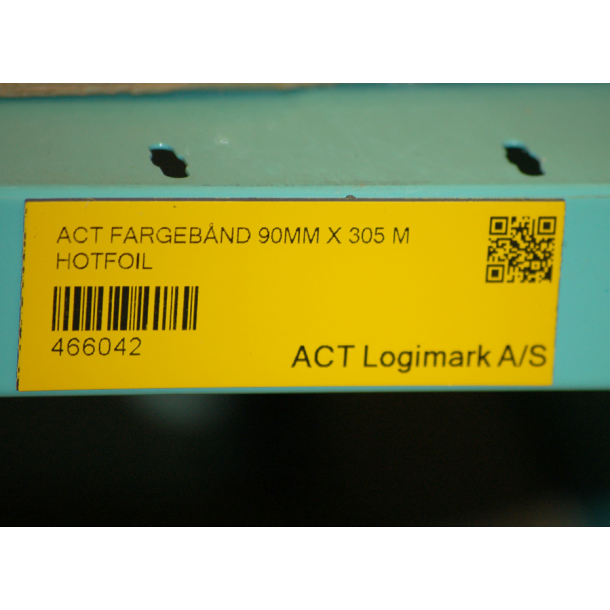 ACT FARGEBÅND 90MM X 305 M
HOTFOIL
466042
ACT Logimark A/S